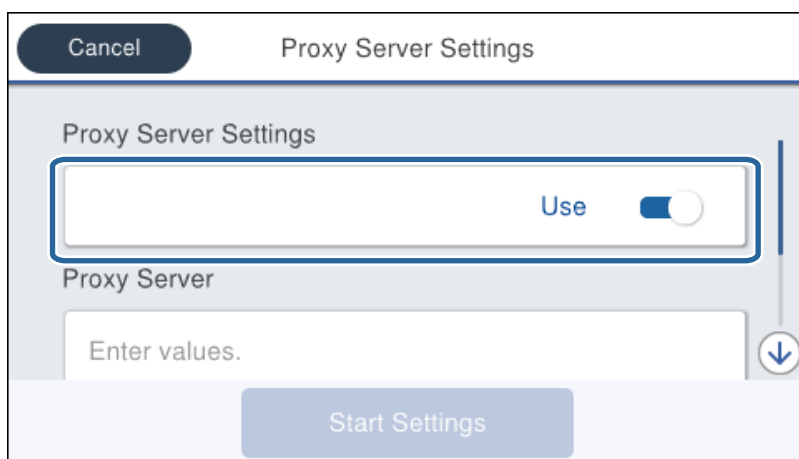 Cancel
Proxy Server Settings
Proxy Server Settings
Use
Proxy Server
Enter values.
Start Settings